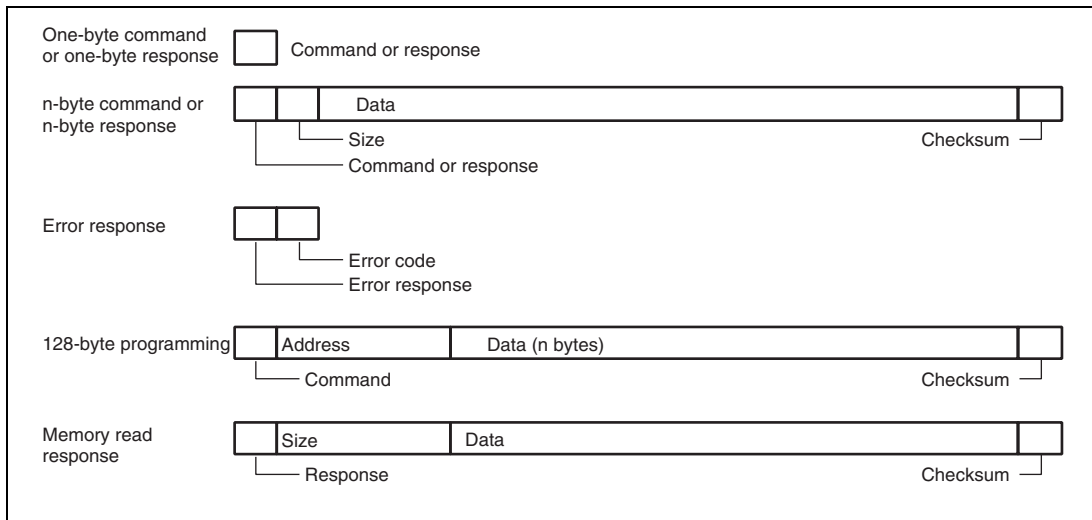 One-byte command
or one-byte response
Command or response
n-byte command or
n-byte response
Data
Size
Checksum
Command or response
Error response
Error code
Error response
128-byte programming
Address
Data (n bytes)
Command
Checksum
Memory read
response
Size
Data
Response
Checksum